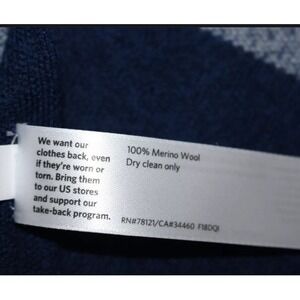 We want our
clothes back, even
if they're worn or
torn. Bring them
to our US stores
and support our
take-back program.
100% Merino Wool
Dry clean only
RN#78121/CA#34460 F18DQI